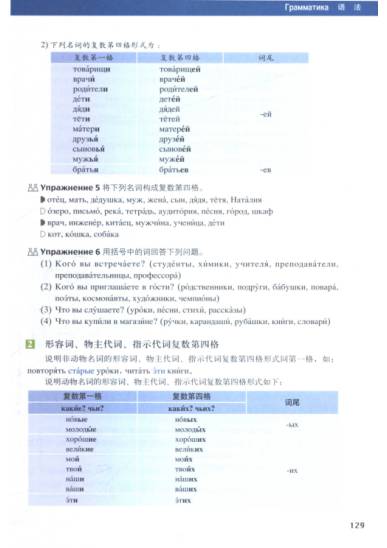 Грамматика 语 法
2) 下列名词的复数第四格形式为：
复数第一格 复数第四格 词尾
това́рищи това́рищей
врачи́ враче́й
роди́тели роди́телей
де́ти дете́й
дя́ди дя́дей
тёти тётей -ей
ма́тери матере́й
друзья́ друзе́й
сыновья́ сынове́й
мужья́ муже́й
бра́тья бра́тьев -ев
Упражнение 5 将下列名词构成复数第四格。
оте́ц, мать, де́душка, муж, жена́, сын, дя́дя, тётя, Ната́лия
о́зеро, письмо́, река́, тетра́дь, аудито́рия, пе́сня, го́род, шкаф
врач, инжене́р, кита́ец, мужчи́на, учени́ца, де́ти
кот, ко́шка, соба́ка
Упражнение 6 用括号中的词回答下列问题。
(1) Кого́ вы встреча́ете? (студе́нты, хи́мики, учителя́, преподава́тели,
преподава́тельницы, профессора́)
(2) Кого́ вы приглаша́ете в го́сти? (ро́дственники, подру́ги, ба́бушки, повара́,
поэ́ты, космона́вты, худо́жники, чемпио́ны)
(3) Что вы слу́шаете? (уро́ки, пе́сни, стихи́, расска́зы)
(4) Что вы купи́ли в магази́не? (ру́чки, карандаши́, руба́шки, кни́ги, словари́)
2 形容词、物主代词、指示代词复数第四格
说明非动物名词的形容词、物主代词、指示代词复数第四格形式同第一格，如：
повторя́ть ста́рые уро́ки, чита́ть э́ти кни́ги。
说明动物名词的形容词、物主代词、指示代词复数第四格形式如下：
复数第一格 复数第四格 词尾
каки́е? чьи? каки́х? чьих?
но́вые но́вых -ых
молоды́е молоды́х
хоро́шие хоро́ших
вели́кие вели́ких
мои́ мои́х
твои́ твои́х -их
на́ши на́ших
ва́ши ва́ших
э́ти э́тих
129